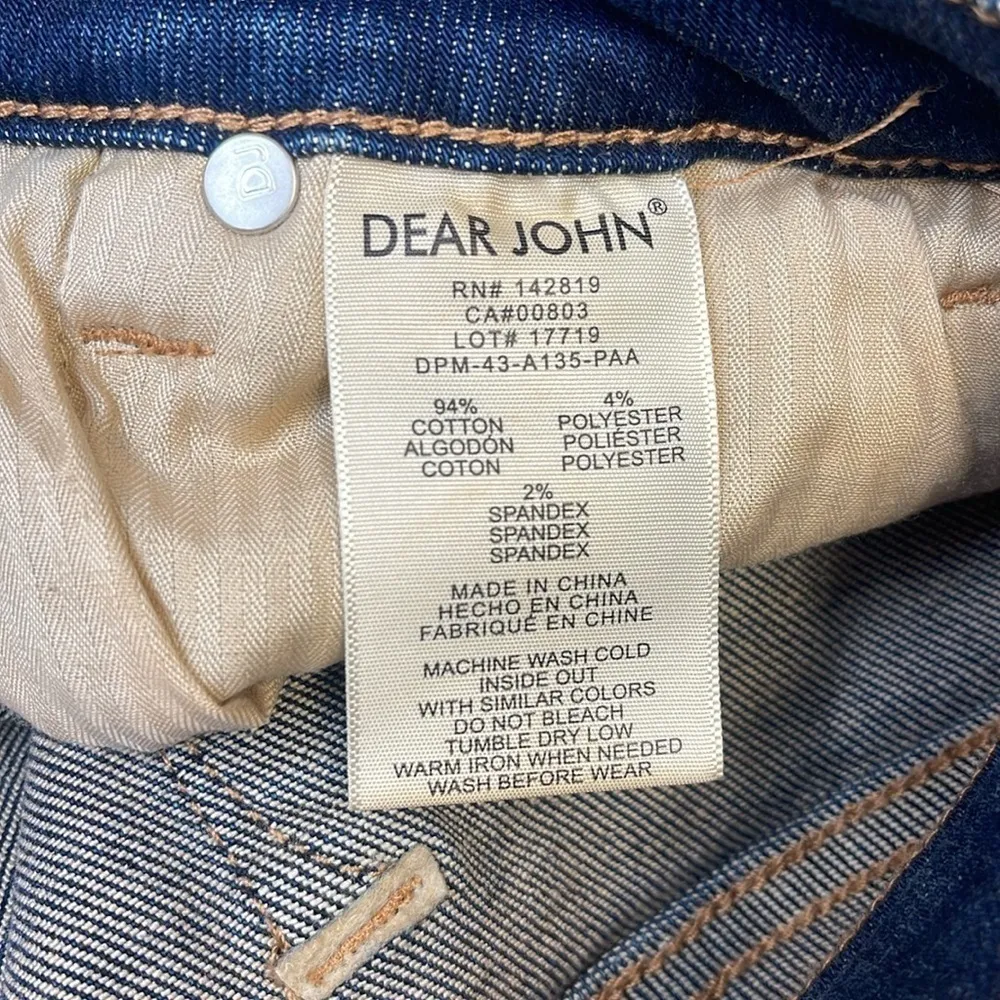 DEAR JOHN®
RN# 142819
CA#00803
LOT# 17719
DPM-43-A135-PAA
94%
COTTON
ALGODÓN
COTON
4%
POLYESTER
POLIÉSTER
POLYESTER
2%
SPANDEX
SPANDEX
SPANDEX
MADE IN CHINA
HECHO EN CHINA
FABRIQUÉ EN CHINE
MACHINE WASH COLD
INSIDE OUT
WITH SIMILAR COLORS
DO NOT BLEACH
TUMBLE DRY LOW
WARM IRON WHEN NEEDED
WASH BEFORE WEAR